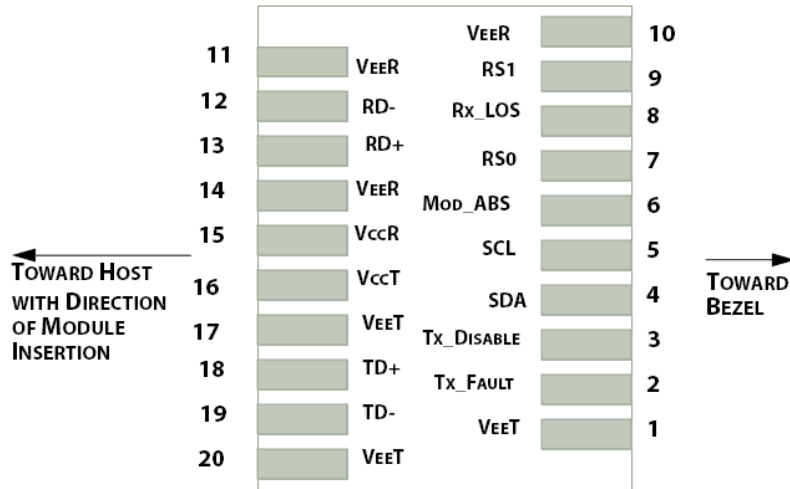 11 VEER
12 RD-
13 RD+
14 VEER
15 VCCR
16 VCCT
17 VEET
18 TD+
19 TD-
20 VEET
VEER 10
RS1 9
RX_LOS 8
RS0 7
MOD_ABS 6
SCL 5
SDA 4
TX_DISABLE 3
TX_FAULT 2
VEET 1
TOWARD HOST
WITH DIRECTION
OF MODULE
INSERTION
TOWARD
BEZEL